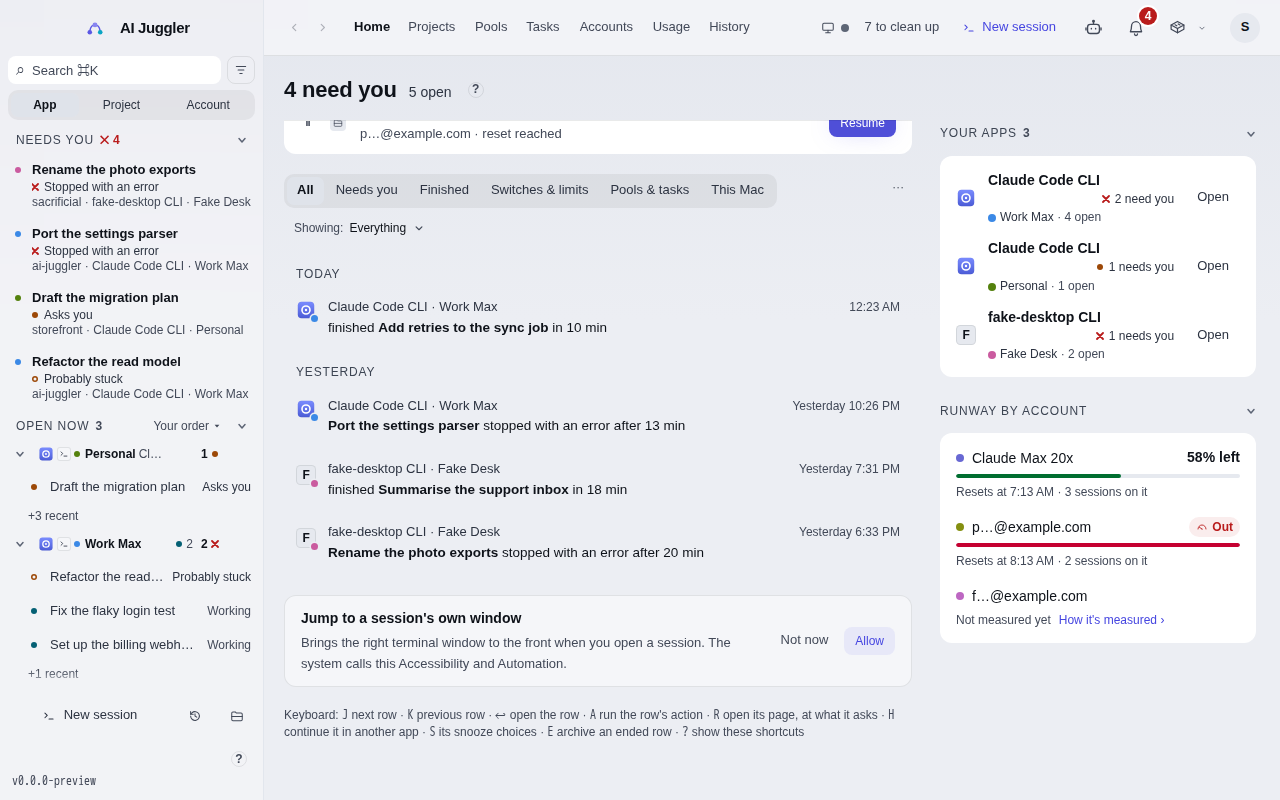 AI Juggler
Search ⌘K
App Project Account
NEEDS YOU 4
Rename the photo exports
Stopped with an error
sacrificial · fake-desktop CLI · Fake Desk
Port the settings parser
Stopped with an error
ai-juggler · Claude Code CLI · Work Max
Draft the migration plan
Asks you
storefront · Claude Code CLI · Personal
Refactor the read model
Probably stuck
ai-juggler · Claude Code CLI · Work Max
OPEN NOW 3 Your order
Personal Cl… 1
Draft the migration plan Asks you
+3 recent
Work Max 2 2
Refactor the read… Probably stuck
Fix the flaky login test Working
Set up the billing webh… Working
+1 recent
New session
?
v0.0.0-preview
Home Projects Pools Tasks Accounts Usage History
7 to clean up
New session
4
S
4 need you 5 open ?
p…@example.com · reset reached
Resume
All Needs you Finished Switches & limits Pools & tasks This Mac ···
Showing: Everything
TODAY
Claude Code CLI · Work Max 12:23 AM
finished Add retries to the sync job in 10 min
YESTERDAY
Claude Code CLI · Work Max Yesterday 10:26 PM
Port the settings parser stopped with an error after 13 min
F fake-desktop CLI · Fake Desk Yesterday 7:31 PM
finished Summarise the support inbox in 18 min
F fake-desktop CLI · Fake Desk Yesterday 6:33 PM
Rename the photo exports stopped with an error after 20 min
Jump to a session's own window
Brings the right terminal window to the front when you open a session. The
system calls this Accessibility and Automation.
Not now Allow
Keyboard: J next row · K previous row · ↩ open the row · A run the row's action · R open its page, at what it asks · H
continue it in another app · S its snooze choices · E archive an ended row · ? show these shortcuts
YOUR APPS 3
Claude Code CLI
2 need you Open
Work Max · 4 open
Claude Code CLI
1 needs you Open
Personal · 1 open
fake-desktop CLI
F 1 needs you Open
Fake Desk · 2 open
RUNWAY BY ACCOUNT
Claude Max 20x 58% left
Resets at 7:13 AM · 3 sessions on it
p…@example.com Out
Resets at 8:13 AM · 2 sessions on it
f…@example.com
Not measured yet How it's measured ›